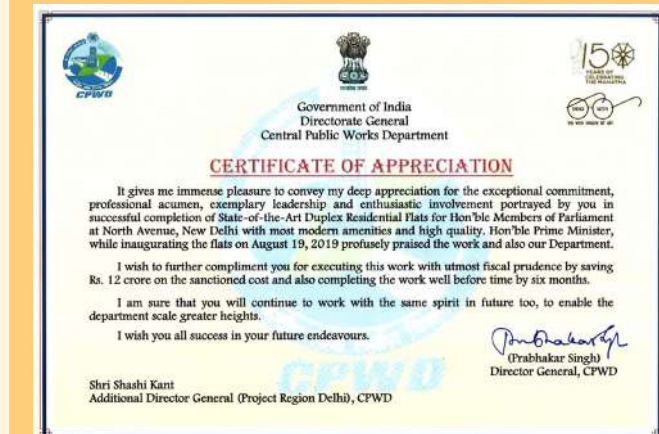 CPWD
150
YEARS OF
CELEBRATING
THE MAHATMA
Government of India
Directorate General
Central Public Works Department
CERTIFICATE OF APPRECIATION
It gives me immense pleasure to convey my deep appreciation for the exceptional commitment,
professional acumen, exemplary leadership and enthusiastic involvement portrayed by you in
successful completion of State-of-the-Art Duplex Residential Flats for Hon'ble Members of Parliament
at North Avenue, New Delhi with most modern amenities and high quality. Hon'ble Prime Minister,
while inaugurating the flats on August 19, 2019 profusely praised the work and also our Department.
I wish to further compliment you for executing this work with utmost fiscal prudence by saving
Rs. 12 crore on the sanctioned cost and also completing the work well before time by six months.
I am sure that you will continue to work with the same spirit in future too, to enable the
department scale greater heights.
I wish you all success in your future endeavours.
(Prabhakar Singh)
Director General, CPWD
Shri Shashi Kant
Additional Director General (Project Region Delhi), CPWD
CPWD